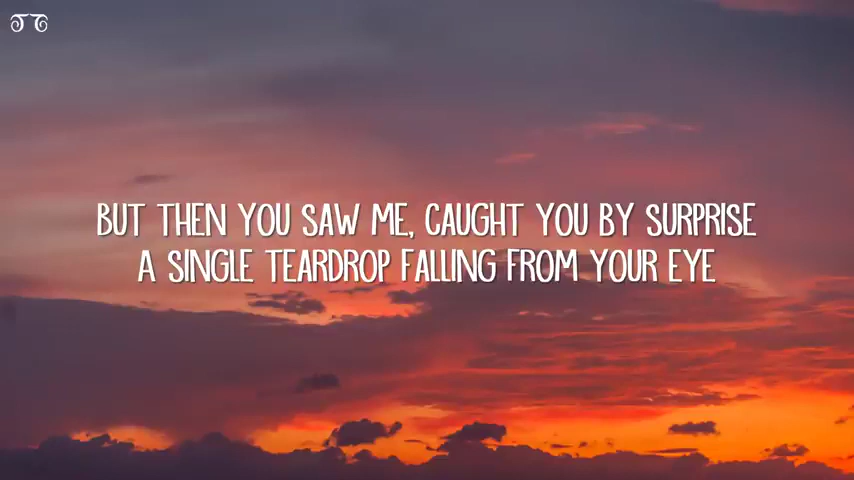 BUT THEN YOU SAW ME, CAUGHT YOU BY SURPRISE
A SINGLE TEARDROP FALLING FROM YOUR EYE